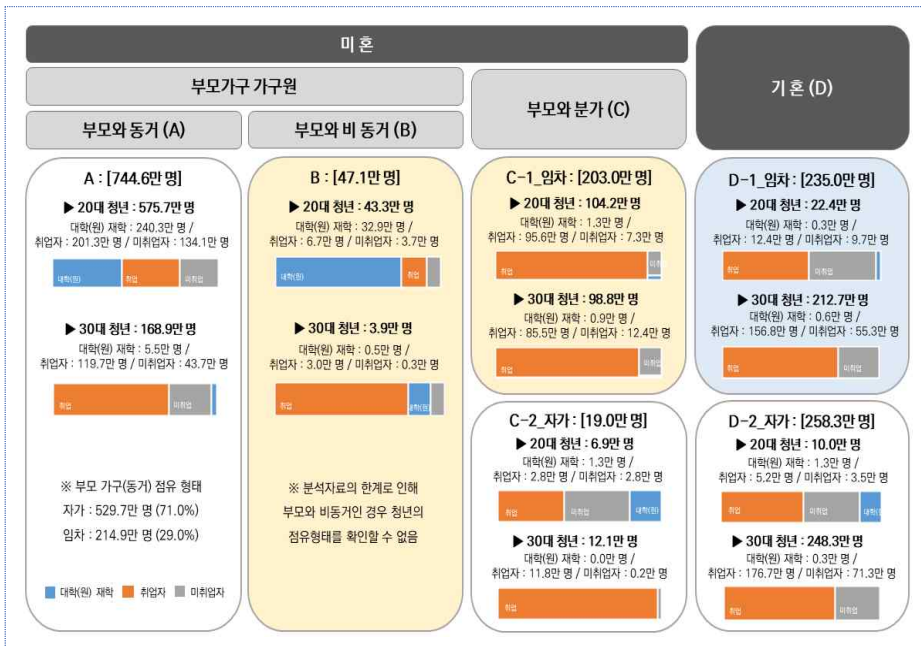 미혼
부모가구 가구원
부모와 동거 (A)
부모와 비 동거 (B)
부모와 분가 (C)
기혼 (D)
A : [744.6만 명]
▶ 20대 청년 : 575.7만 명
대학(원) 재학 : 240.3만 명 /
취업자 : 201.3만 명 / 미취업자 : 134.1만 명
대학(원)
취업
미취업
▶ 30대 청년 : 168.9만 명
대학(원) 재학 : 5.5만 명 /
취업자 : 119.7만 명 / 미취업자 : 43.7만 명
취업
미취업
※ 부모 가구(동거) 점유 형태
자가 : 529.7만 명 (71.0%)
임차 : 214.9만 명 (29.0%)
대학(원) 재학 취업자 미취업자
B : [47.1만 명]
▶ 20대 청년 : 43.3만 명
대학(원) 재학 : 32.9만 명 /
취업자 : 6.7만 명 / 미취업자 : 3.7만 명
대학(원)
취업
▶ 30대 청년 : 3.9만 명
대학(원) 재학 : 0.5만 명 /
취업자 : 3.0만 명 / 미취업자 : 0.3만 명
취업
대학(원)
※ 분석자료의 한계로 인해
부모와 비동거인 경우 청년의
점유형태를 확인할 수 없음
C-1_임차 : [203.0만 명]
▶ 20대 청년 : 104.2만 명
대학(원) 재학 : 1.3만 명 /
취업자 : 95.6만 명 / 미취업자 : 7.3만 명
취업
▶ 30대 청년 : 98.8만 명
대학(원) 재학 : 0.9만 명 /
취업자 : 85.5만 명 / 미취업자 : 12.4만 명
취업
미취업
C-2_자가 : [19.0만 명]
▶ 20대 청년 : 6.9만 명
대학(원) 재학 : 1.3만 명 /
취업자 : 2.8만 명 / 미취업자 : 2.8만 명
취업
미취업
대학(원)
▶ 30대 청년 : 12.1만 명
대학(원) 재학 : 0.0만 명 /
취업자 : 11.8만 명 / 미취업자 : 0.2만 명
취업
D-1_임차 : [235.0만 명]
▶ 20대 청년 : 22.4만 명
대학(원) 재학 : 0.3만 명 /
취업자 : 12.4만 명 / 미취업자 : 9.7만 명
취업
미취업
▶ 30대 청년 : 212.7만 명
대학(원) 재학 : 0.6만 명 /
취업자 : 156.8만 명 / 미취업자 : 55.3만 명
취업
미취업
D-2_자가 : [258.3만 명]
▶ 20대 청년 : 10.0만 명
대학(원) 재학 : 1.3만 명 /
취업자 : 5.2만 명 / 미취업자 : 3.5만 명
취업
미취업
대학(원)
▶ 30대 청년 : 248.3만 명
대학(원) 재학 : 0.3만 명 /
취업자 : 176.7만 명 / 미취업자 : 71.3만 명
취업
미취업